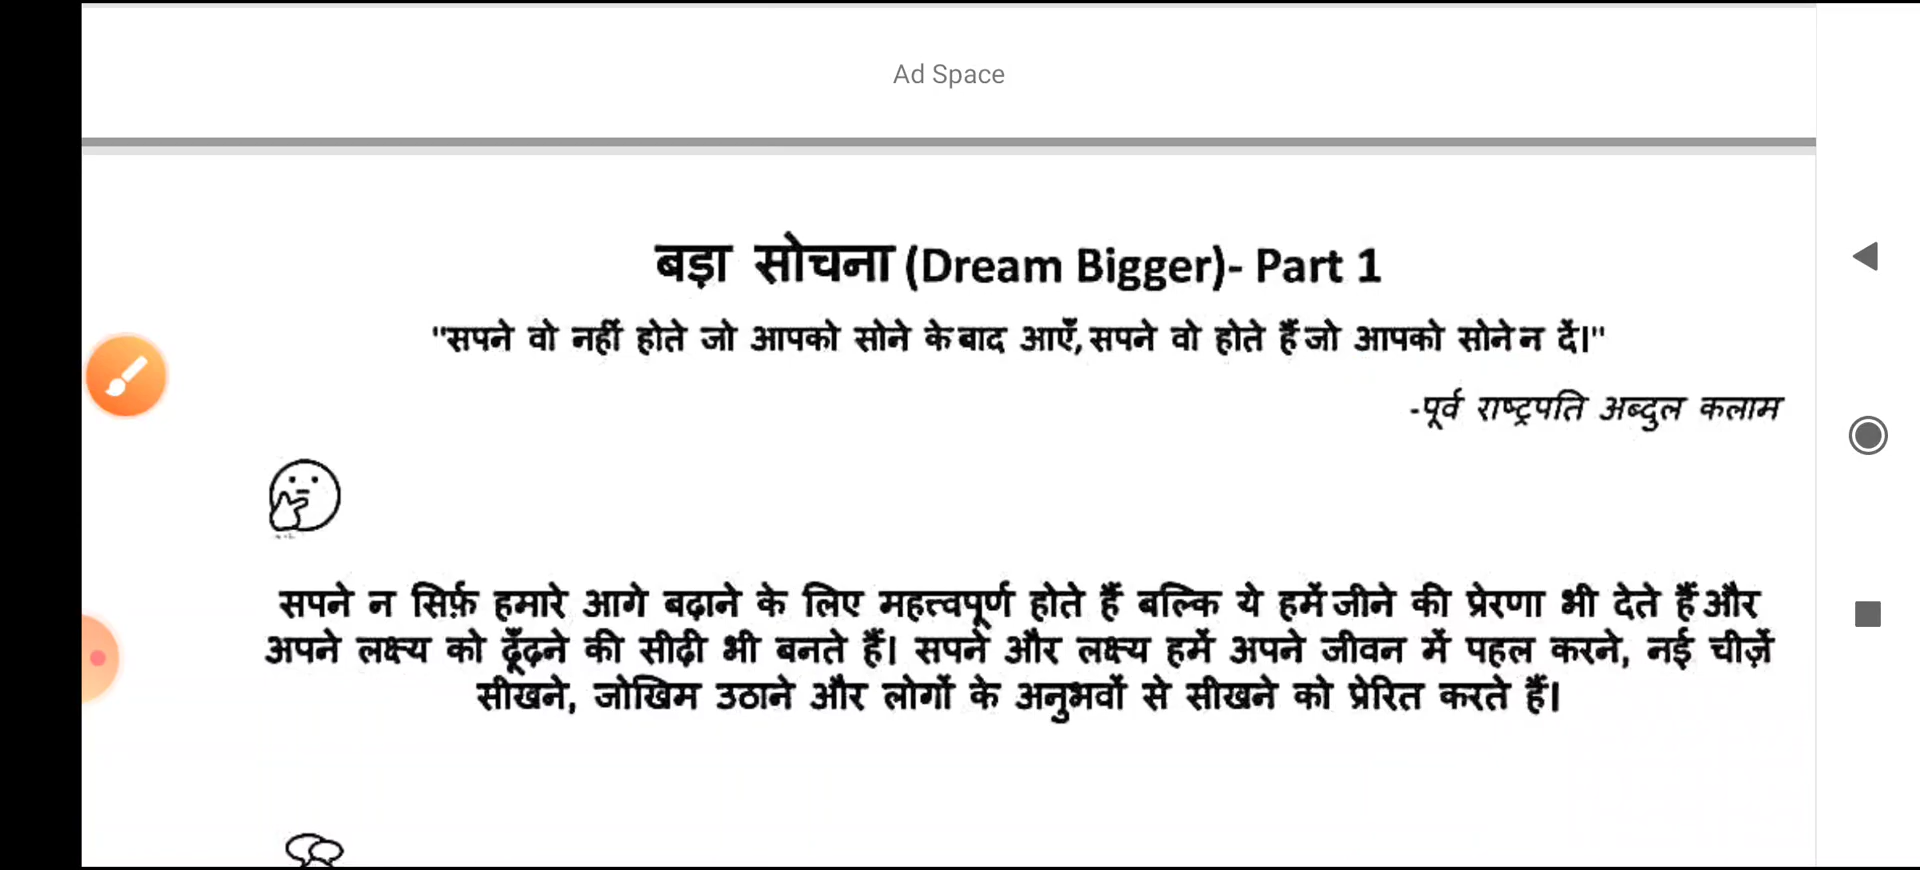 Ad Space
बड़ा सोचना (Dream Bigger)- Part 1
"सपने वो नहीं होते जो आपको सोने के बाद आएँ, सपने वो होते हैं जो आपको सोने न दें।"
-पूर्व राष्ट्रपति अब्दुल कलाम
सपने न सिर्फ़ हमारे आगे बढ़ाने के लिए महत्त्वपूर्ण होते हैं बल्कि ये हमें जीने की प्रेरणा भी देते हैं और
अपने लक्ष्य को ढूँढ़ने की सीढ़ी भी बनते हैं। सपने और लक्ष्य हमें अपने जीवन में पहल करने, नई चीज़ें
सीखने, जोखिम उठाने और लोगों के अनुभवों से सीखने को प्रेरित करते हैं।